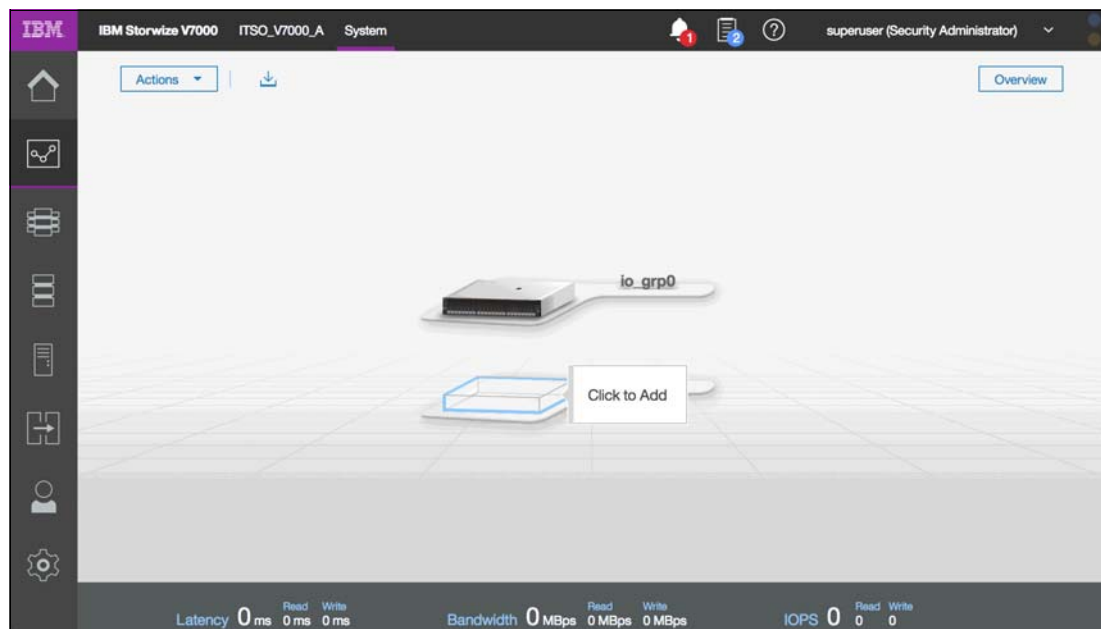 IBM IBM Storwize V7000 ITSO_V7000_A System 1 2 ? superuser (Security Administrator)
Actions Overview
io_grp0
Click to Add
Latency 0 ms Read 0 ms Write 0 ms Bandwidth 0 MBps Read 0 MBps Write 0 MBps IOPS 0 Read 0 Write 0